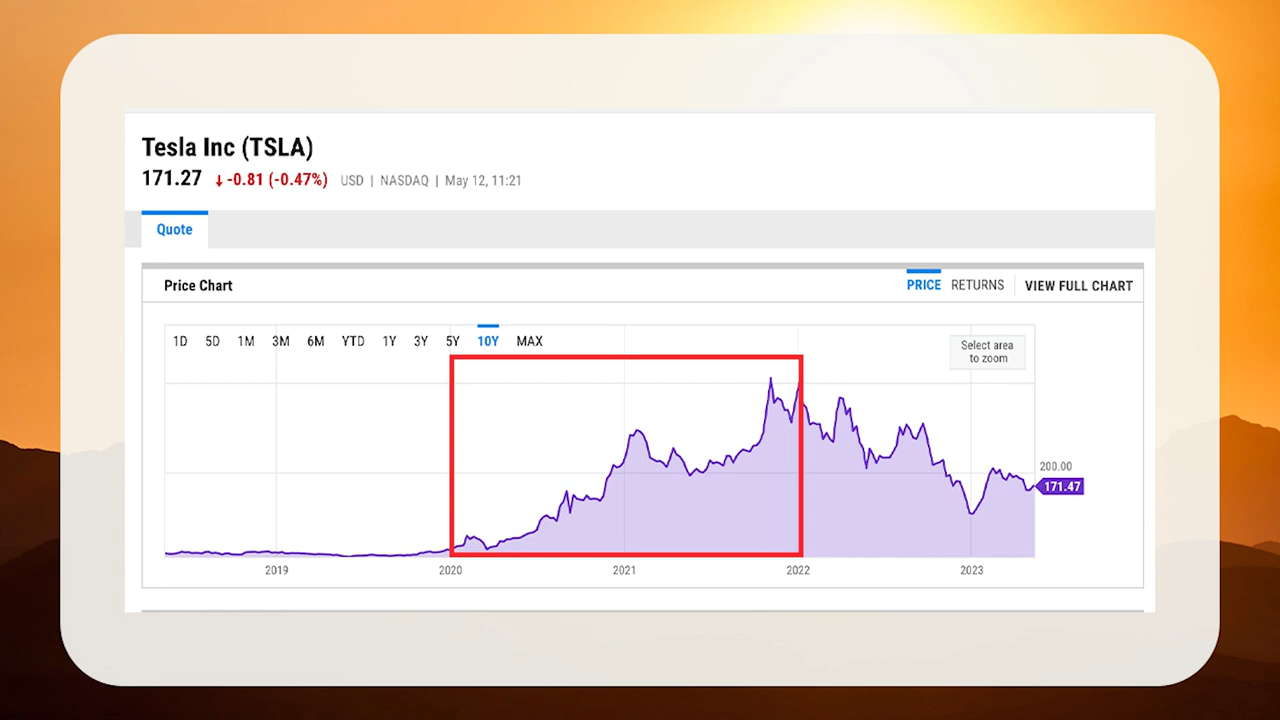 Tesla Inc (TSLA)
171.27 ↓ -0.81 (-0.47%) USD | NASDAQ | May 12, 11:21
Quote
Price Chart PRICE RETURNS VIEW FULL CHART
1D 5D 1M 3M 6M YTD 1Y 3Y 5Y 10Y MAX
Select area
to zoom
200.00
171.47
2019 2020 2021 2022 2023